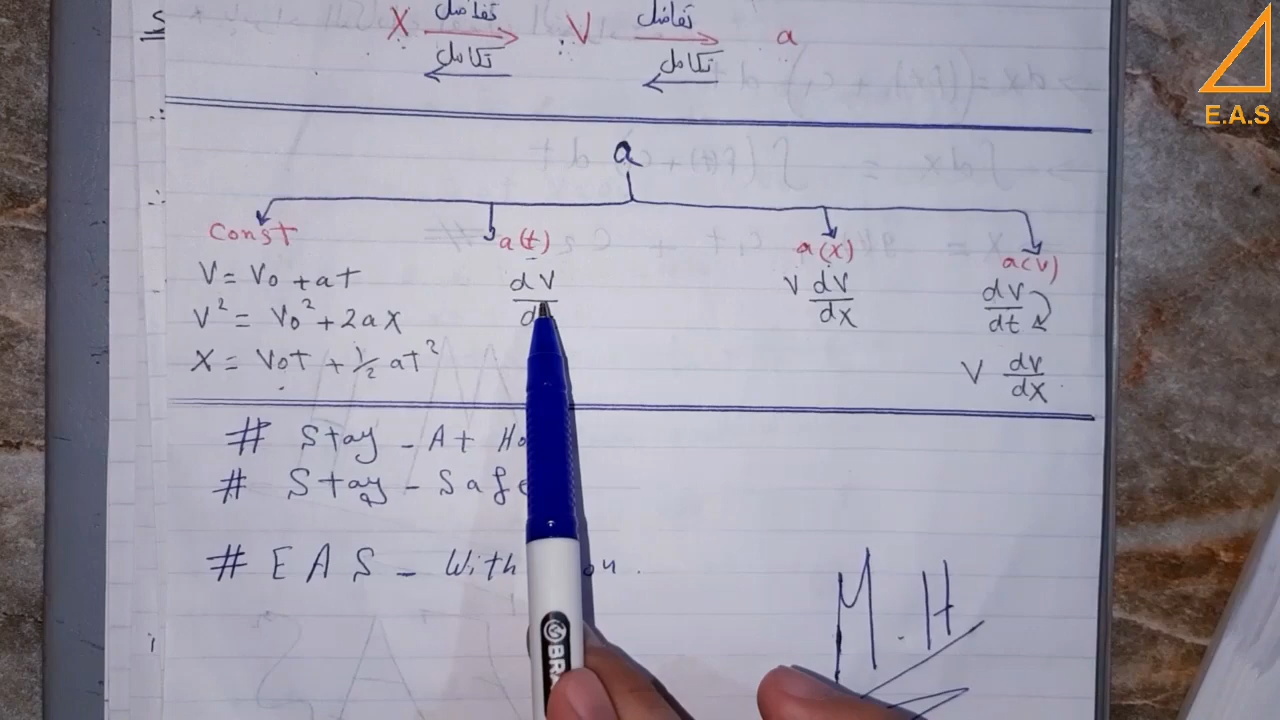 X تفاضل V تفاضل a
تكامل تكامل
a
Const a(t) a(x) a(v)
V = V0 + at dV V dV dV
V² = V0² + 2ax d dx dt
X = V0t + ½ at² V dv
dx
# Stay - At Ho
# Stay - Safe
# E A S - With
M.H
E.A.S